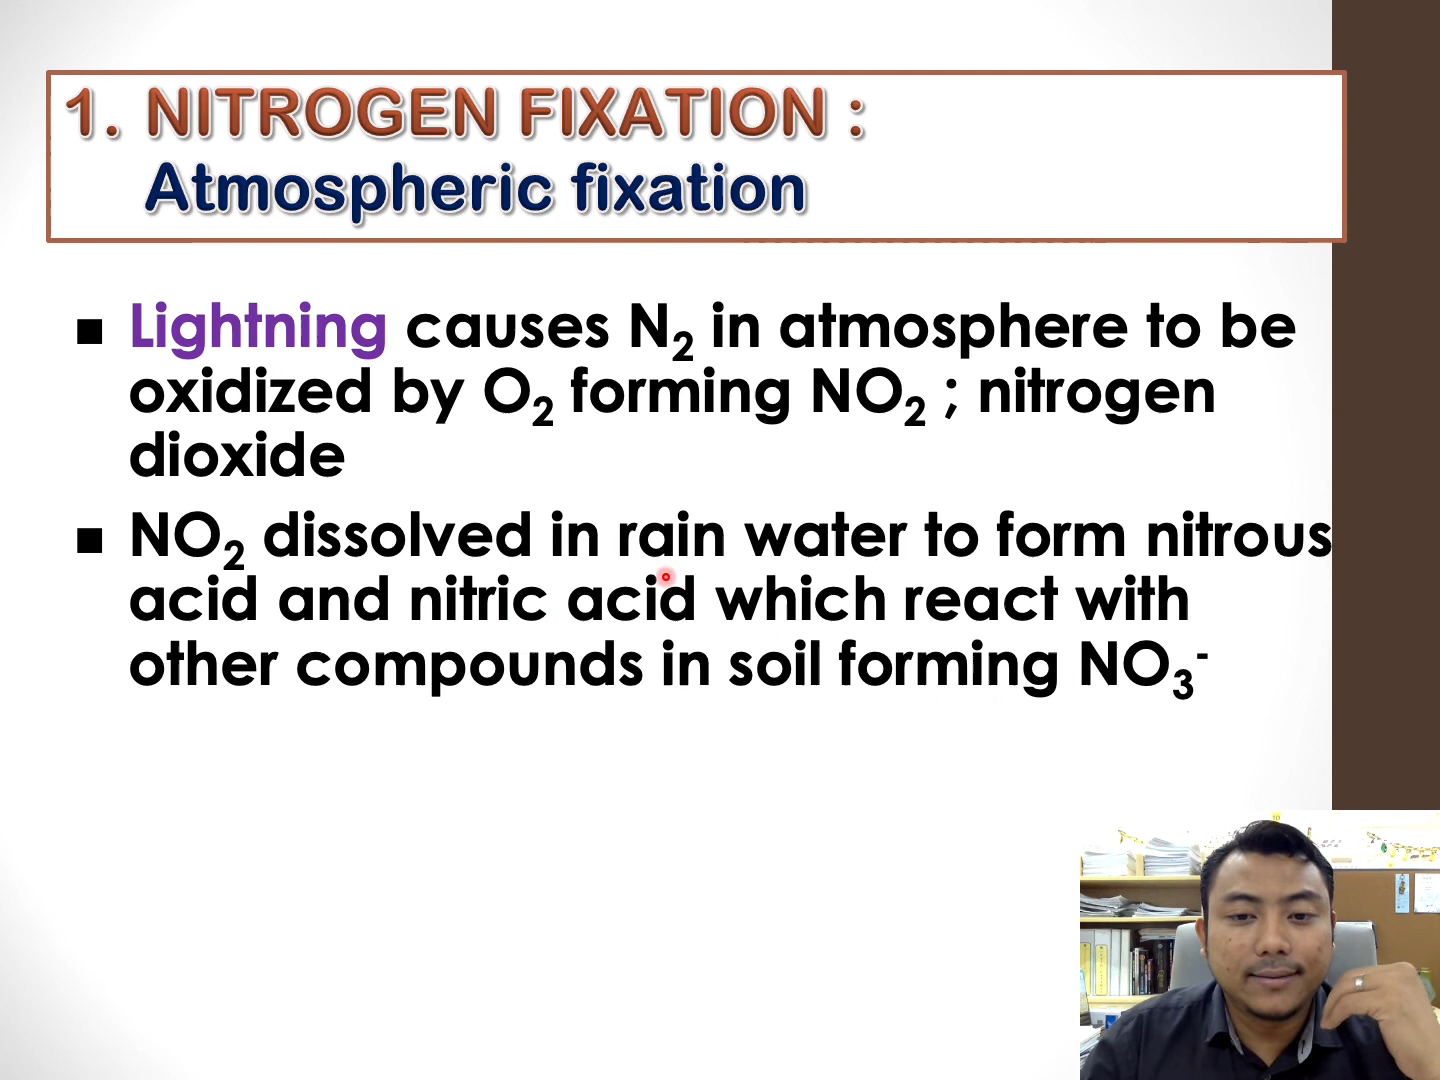 1. NITROGEN FIXATION :
Atmospheric fixation
■ Lightning causes N₂ in atmosphere to be
oxidized by O₂ forming NO₂ ; nitrogen
dioxide
■ NO₂ dissolved in rain water to form nitrous
acid and nitric acid which react with
other compounds in soil forming NO₃⁻